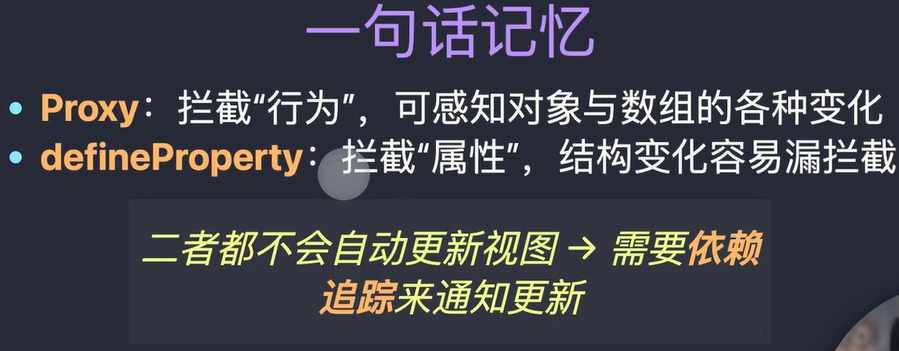 一句话记忆
• Proxy：拦截“行为”，可感知对象与数组的各种变化
• defineProperty：拦截“属性”，结构变化容易漏拦截
二者都不会自动更新视图 → 需要依赖
追踪来通知更新